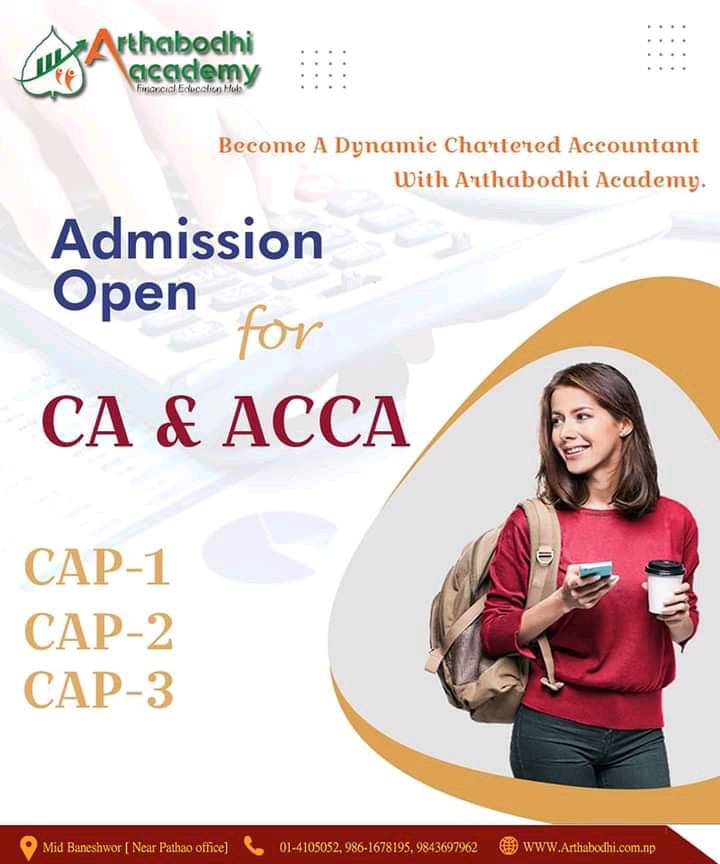 Arthabodhi
academy
Financial Education Hub
Become A Dynamic Chartered Accountant
With Arthabodhi Academy.
Admission
Open
for
CA & ACCA
CAP-1
CAP-2
CAP-3
Mid Baneshwor [ Near Pathao office] 01-4105052, 986-1678195, 9843697962 WWW.Arthabodhi.com.np